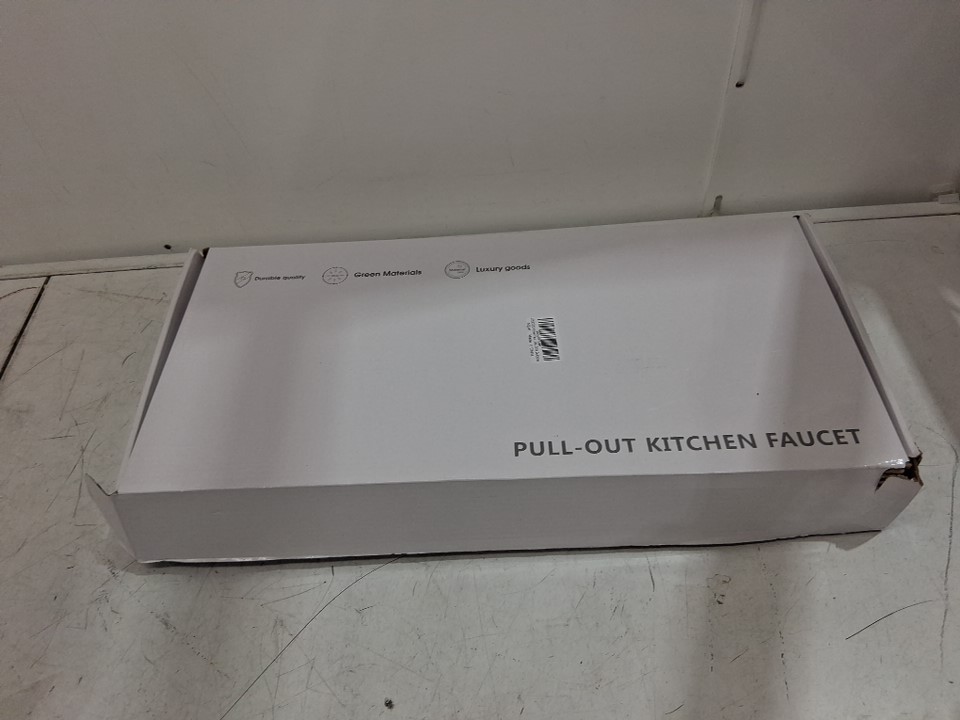 Durable quality
Green Materials
Luxury goods
PULL-OUT KITCHEN FAUCET